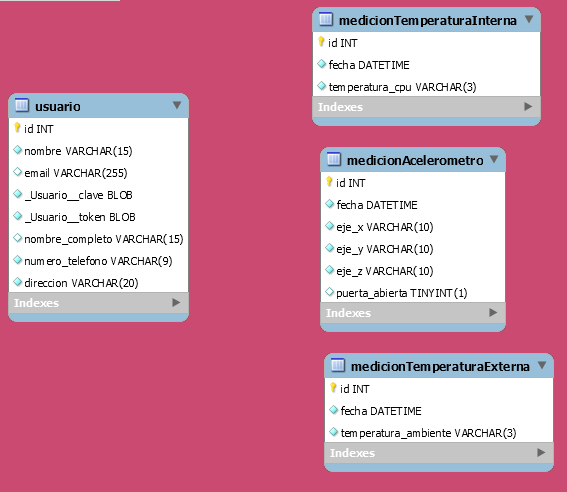 usuario
id INT
nombre VARCHAR(15)
email VARCHAR(255)
_Usuario__clave BLOB
_Usuario__token BLOB
nombre_completo VARCHAR(15)
numero_telefono VARCHAR(9)
direccion VARCHAR(20)
Indexes
medicionTemperaturaInterna
id INT
fecha DATETIME
temperatura_cpu VARCHAR(3)
Indexes
medicionAcelerometro
id INT
fecha DATETIME
eje_x VARCHAR(10)
eje_y VARCHAR(10)
eje_z VARCHAR(10)
puerta_abierta TINYINT(1)
Indexes
medicionTemperaturaExterna
id INT
fecha DATETIME
temperatura_ambiente VARCHAR(3)
Indexes